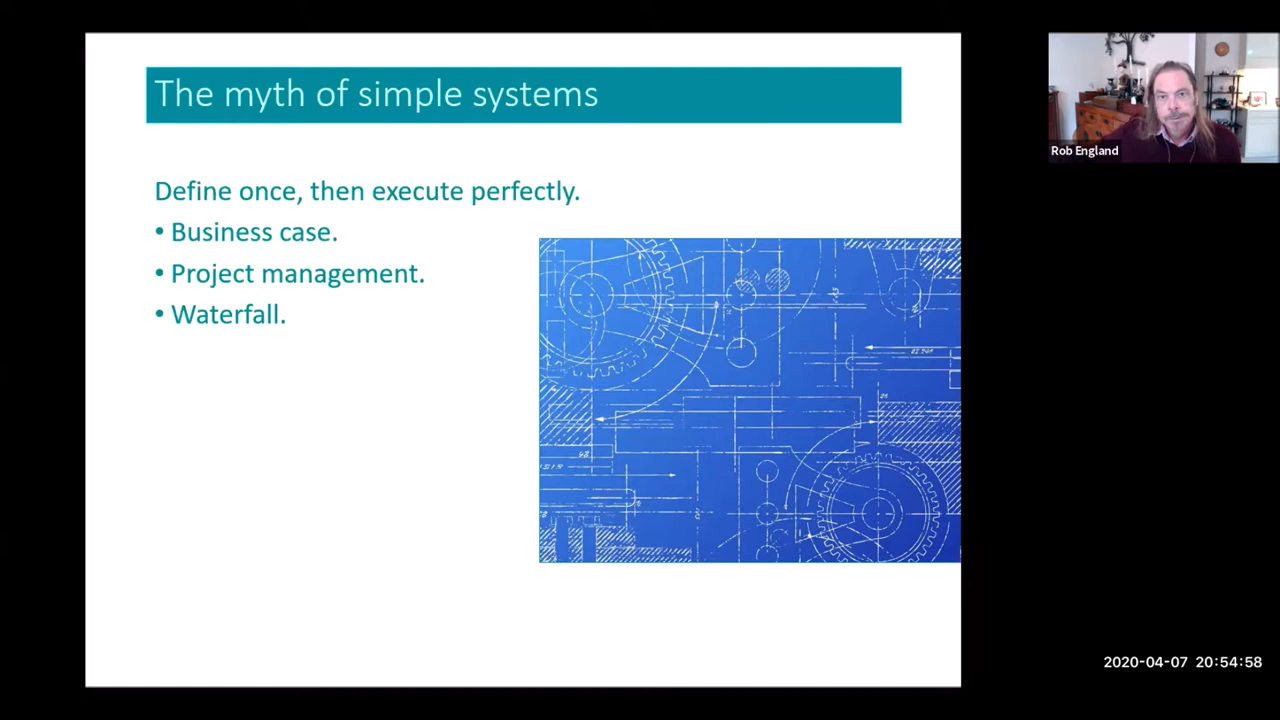 The myth of simple systems
Define once, then execute perfectly.
• Business case.
• Project management.
• Waterfall.
Rob England
2020-04-07 20:54:58